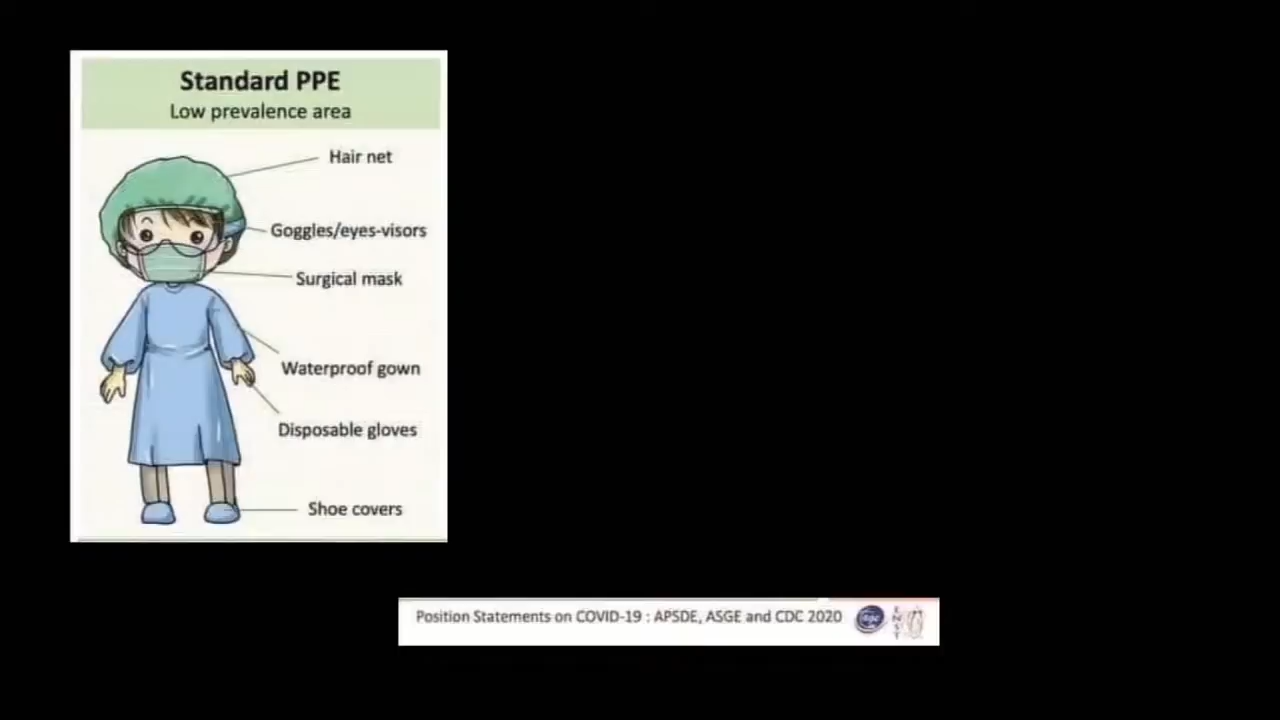 Standard PPE
Low prevalence area
Hair net
Goggles/eyes-visors
Surgical mask
Waterproof gown
Disposable gloves
Shoe covers
Position Statements on COVID-19 : APSDE, ASGE and CDC 2020